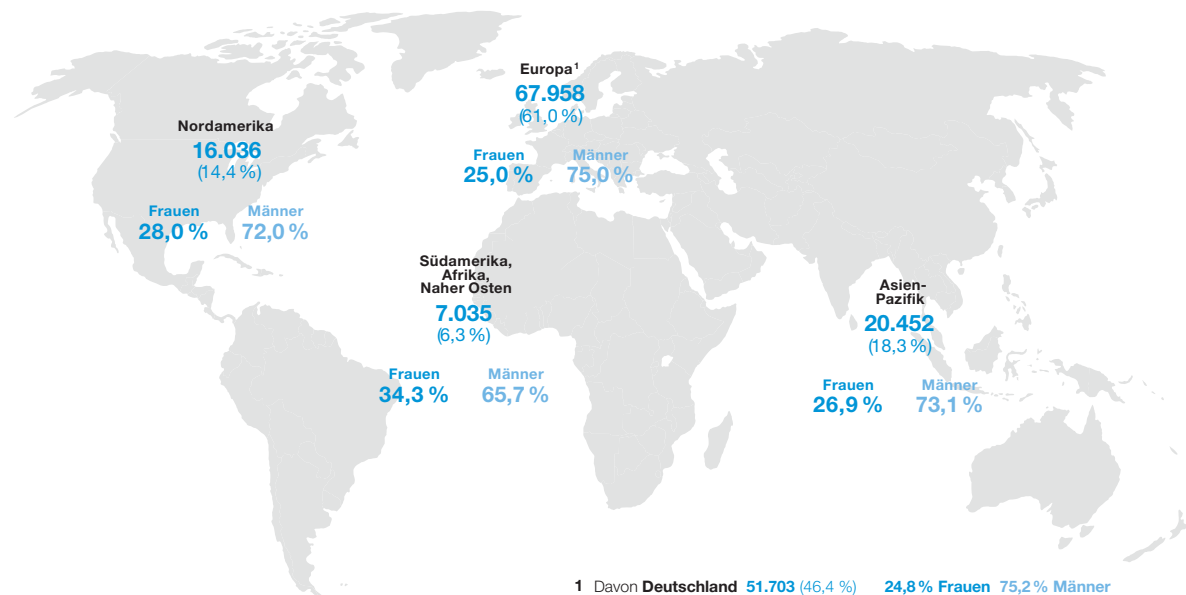 Europa¹
67.958
(61,0 %)
Frauen Männer
25,0 % 75,0 %
Nordamerika
16.036
(14,4 %)
Frauen Männer
28,0 % 72,0 %
Südamerika,
Afrika,
Naher Osten
7.035
(6,3 %)
Frauen Männer
34,3 % 65,7 %
Asien-
Pazifik
20.452
(18,3 %)
Frauen Männer
26,9 % 73,1 %
1 Davon Deutschland 51.703 (46,4 %) 24,8 % Frauen 75,2 % Männer